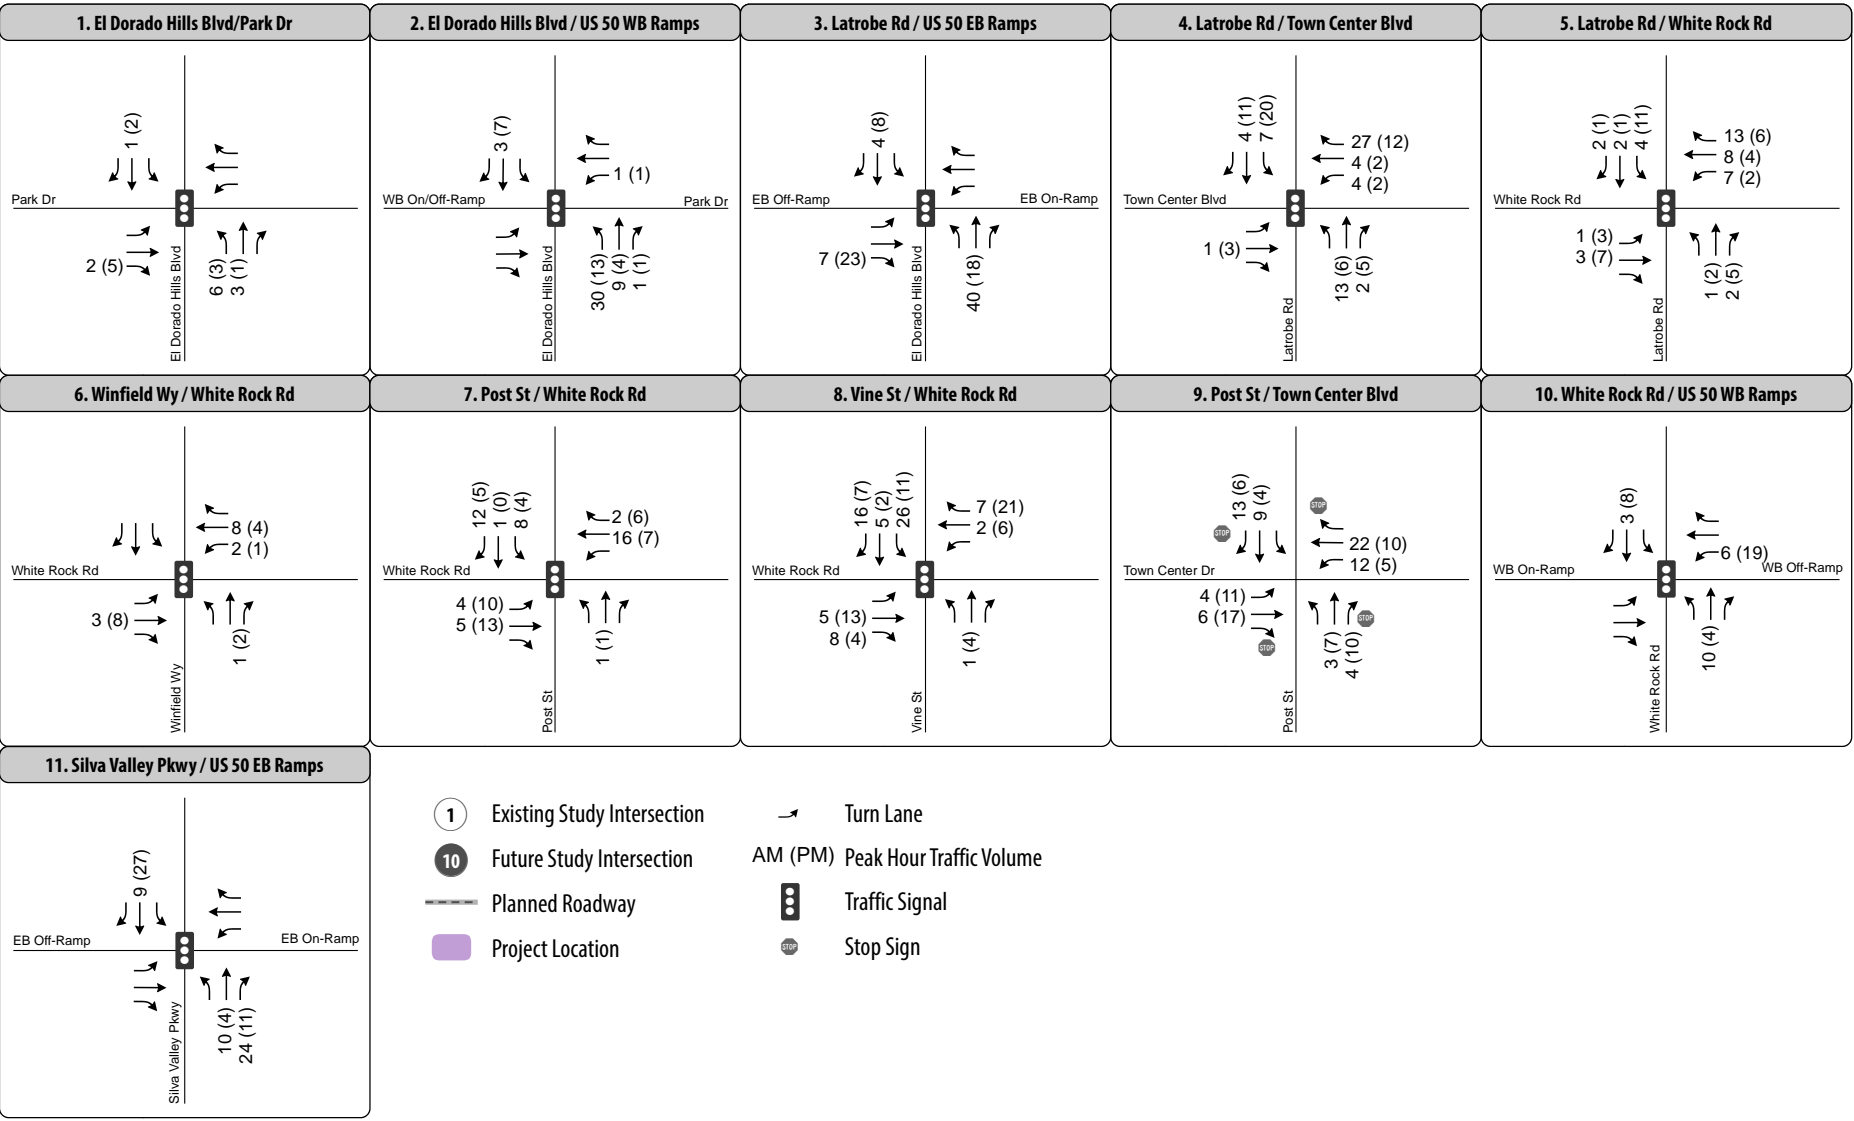 1. El Dorado Hills Blvd/Park Dr
1 (2)
Park Dr
2 (5)
6 (3)
3 (1)
El Dorado Hills Blvd
2. El Dorado Hills Blvd / US 50 WB Ramps
3 (7)
1 (1)
WB On/Off-Ramp
Park Dr
30 (13)
9 (4)
1 (1)
El Dorado Hills Blvd
3. Latrobe Rd / US 50 EB Ramps
4 (8)
EB Off-Ramp
EB On-Ramp
7 (23)
40 (18)
El Dorado Hills Blvd
4. Latrobe Rd / Town Center Blvd
4 (11)
7 (20)
27 (12)
4 (2)
4 (2)
Town Center Blvd
1 (3)
13 (6)
2 (5)
Latrobe Rd
5. Latrobe Rd / White Rock Rd
2 (1)
2 (1)
4 (11)
13 (6)
8 (4)
7 (2)
White Rock Rd
1 (3)
3 (7)
1 (2)
2 (5)
Latrobe Rd
6. Winfield Wy / White Rock Rd
8 (4)
2 (1)
White Rock Rd
3 (8)
1 (2)
Winfield Wy
7. Post St / White Rock Rd
12 (5)
1 (0)
8 (4)
2 (6)
16 (7)
White Rock Rd
4 (10)
5 (13)
1 (1)
Post St
8. Vine St / White Rock Rd
16 (7)
5 (2)
26 (11)
7 (21)
2 (6)
White Rock Rd
5 (13)
8 (4)
1 (4)
Vine St
9. Post St / Town Center Blvd
13 (6)
9 (4)
STOP
STOP
22 (10)
12 (5)
Town Center Dr
4 (11)
6 (17)
STOP
STOP
3 (7)
4 (10)
Post St
10. White Rock Rd / US 50 WB Ramps
3 (8)
6 (19)
WB On-Ramp
WB Off-Ramp
10 (4)
White Rock Rd
11. Silva Valley Pkwy / US 50 EB Ramps
9 (27)
EB Off-Ramp
EB On-Ramp
10 (4)
24 (11)
Silva Valley Pkwy
1 Existing Study Intersection
10 Future Study Intersection
Planned Roadway
Project Location
Turn Lane
AM (PM) Peak Hour Traffic Volume
Traffic Signal
STOP Stop Sign